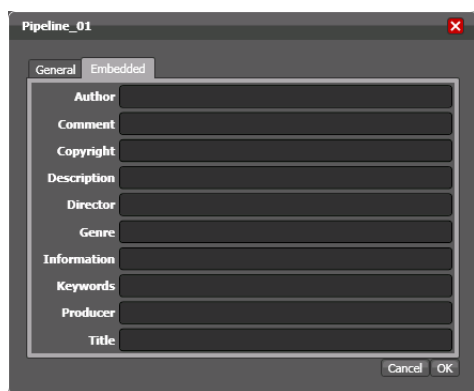 Pipeline_01
General Embedded
Author
Comment
Copyright
Description
Director
Genre
Information
Keywords
Producer
Title
Cancel OK